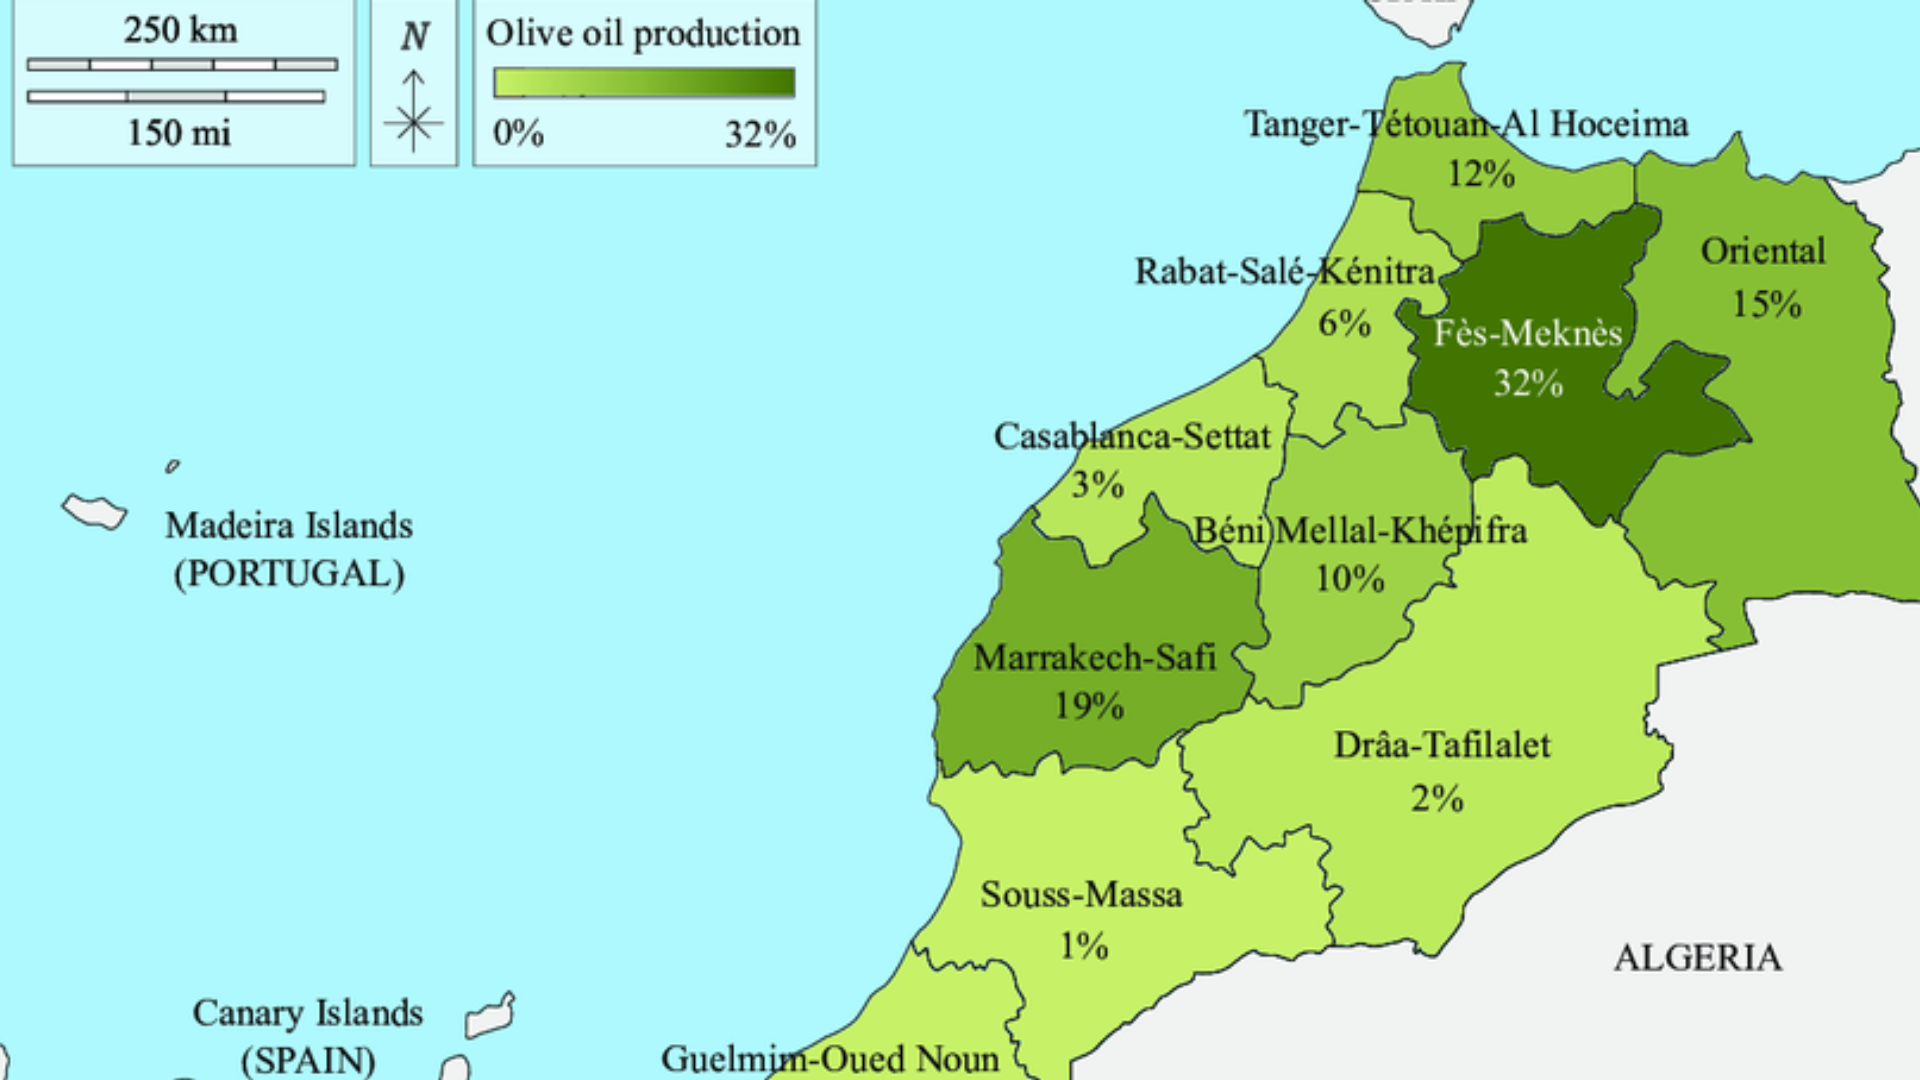 250 km
150 mi
N
Olive oil production
0% 32%
Tanger-Tétouan-Al Hoceima
12%
Oriental
15%
Rabat-Salé-Kénitra
6%
Fès-Meknès
32%
Casablanca-Settat
3%
Béni Mellal-Khénifra
10%
Madeira Islands
(PORTUGAL)
Marrakech-Safi
19%
Drâa-Tafilalet
2%
Souss-Massa
1%
ALGERIA
Canary Islands
(SPAIN)
Guelmim-Oued Noun